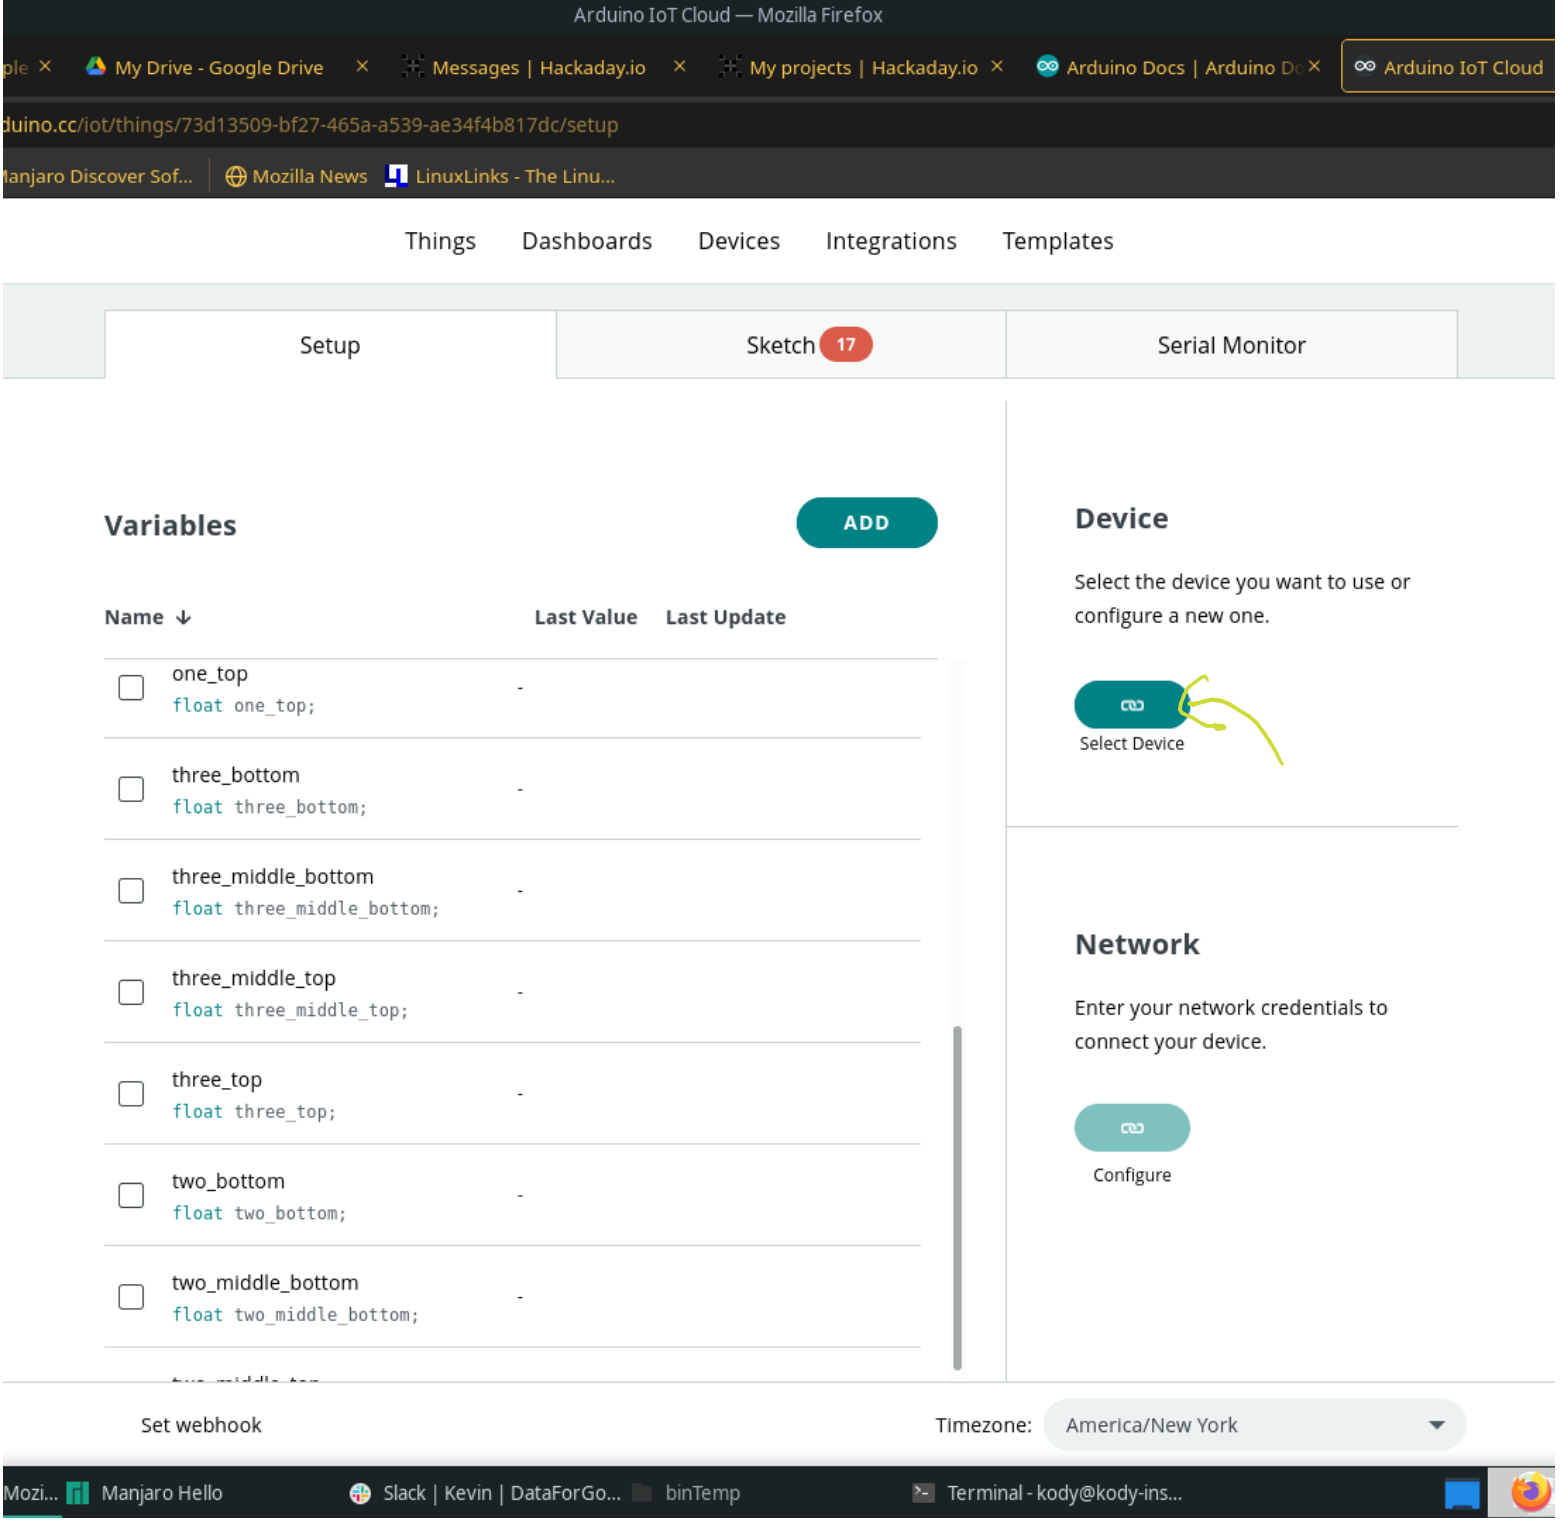 Arduino IoT Cloud — Mozilla Firefox
ple × My Drive - Google Drive × Messages | Hackaday.io × My projects | Hackaday.io × Arduino Docs | Arduino Do × Arduino IoT Cloud
duino.cc/iot/things/73d13509-bf27-465a-a539-ae34f4b817dc/setup
Manjaro Discover Sof... Mozilla News LinuxLinks - The Linu...
Things Dashboards Devices Integrations Templates
Setup Sketch 17 Serial Monitor
Variables ADD
Name ↓ Last Value Last Update
one_top -
float one_top;
three_bottom -
float three_bottom;
three_middle_bottom -
float three_middle_bottom;
three_middle_top -
float three_middle_top;
three_top -
float three_top;
two_bottom -
float two_bottom;
two_middle_bottom -
float two_middle_bottom;
two_middle_top
Device
Select the device you want to use or
configure a new one.
Select Device
Network
Enter your network credentials to
connect your device.
Configure
Set webhook Timezone: America/New York
Mozi... Manjaro Hello Slack | Kevin | DataForGo... binTemp Terminal - kody@kody-ins...